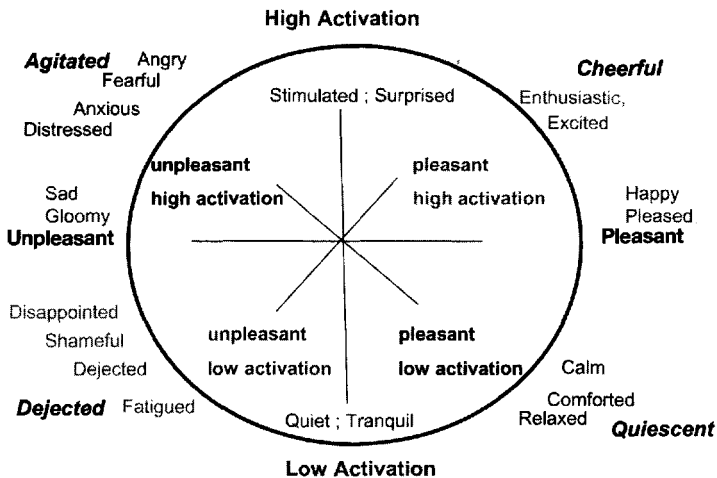 High Activation
Agitated Angry
Fearful
Anxious
Distressed
Cheerful
Enthusiastic,
Excited
Stimulated ; Surprised
unpleasant
high activation
pleasant
high activation
Sad
Gloomy
Unpleasant
Happy
Pleased
Pleasant
Disappointed
Shameful
Dejected
Dejected Fatigued
unpleasant
low activation
pleasant
low activation
Calm
Comforted
Relaxed
Quiescent
Quiet ; Tranquil
Low Activation